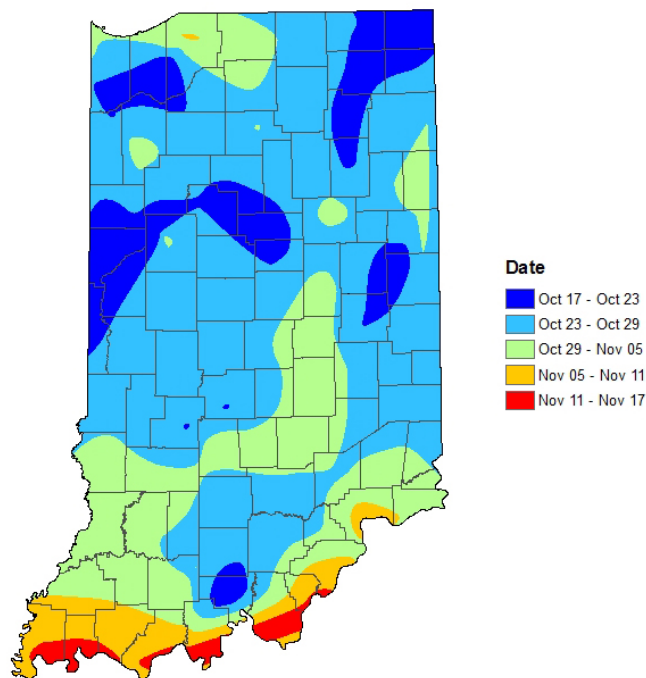 Date
Oct 17 - Oct 23
Oct 23 - Oct 29
Oct 29 - Nov 05
Nov 05 - Nov 11
Nov 11 - Nov 17